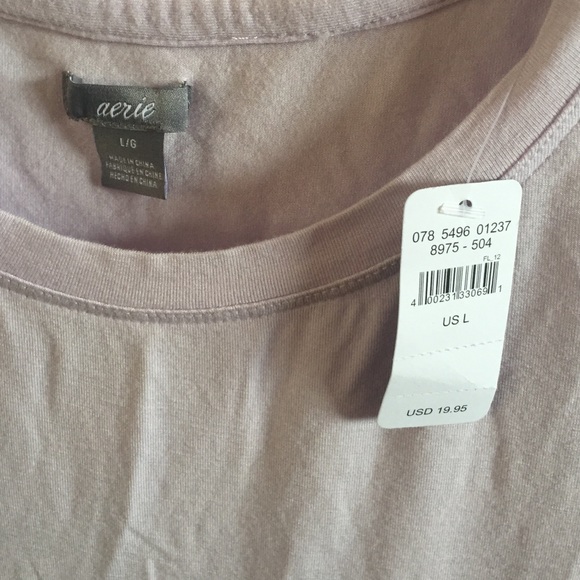 aerie
L/G
MADE IN CHINA
FABRIQUÉ EN CHINE
HECHO EN CHINA
078 5496 01237
8975 - 504
FL 12
4 00231 33069 1
US L
USD 19.95